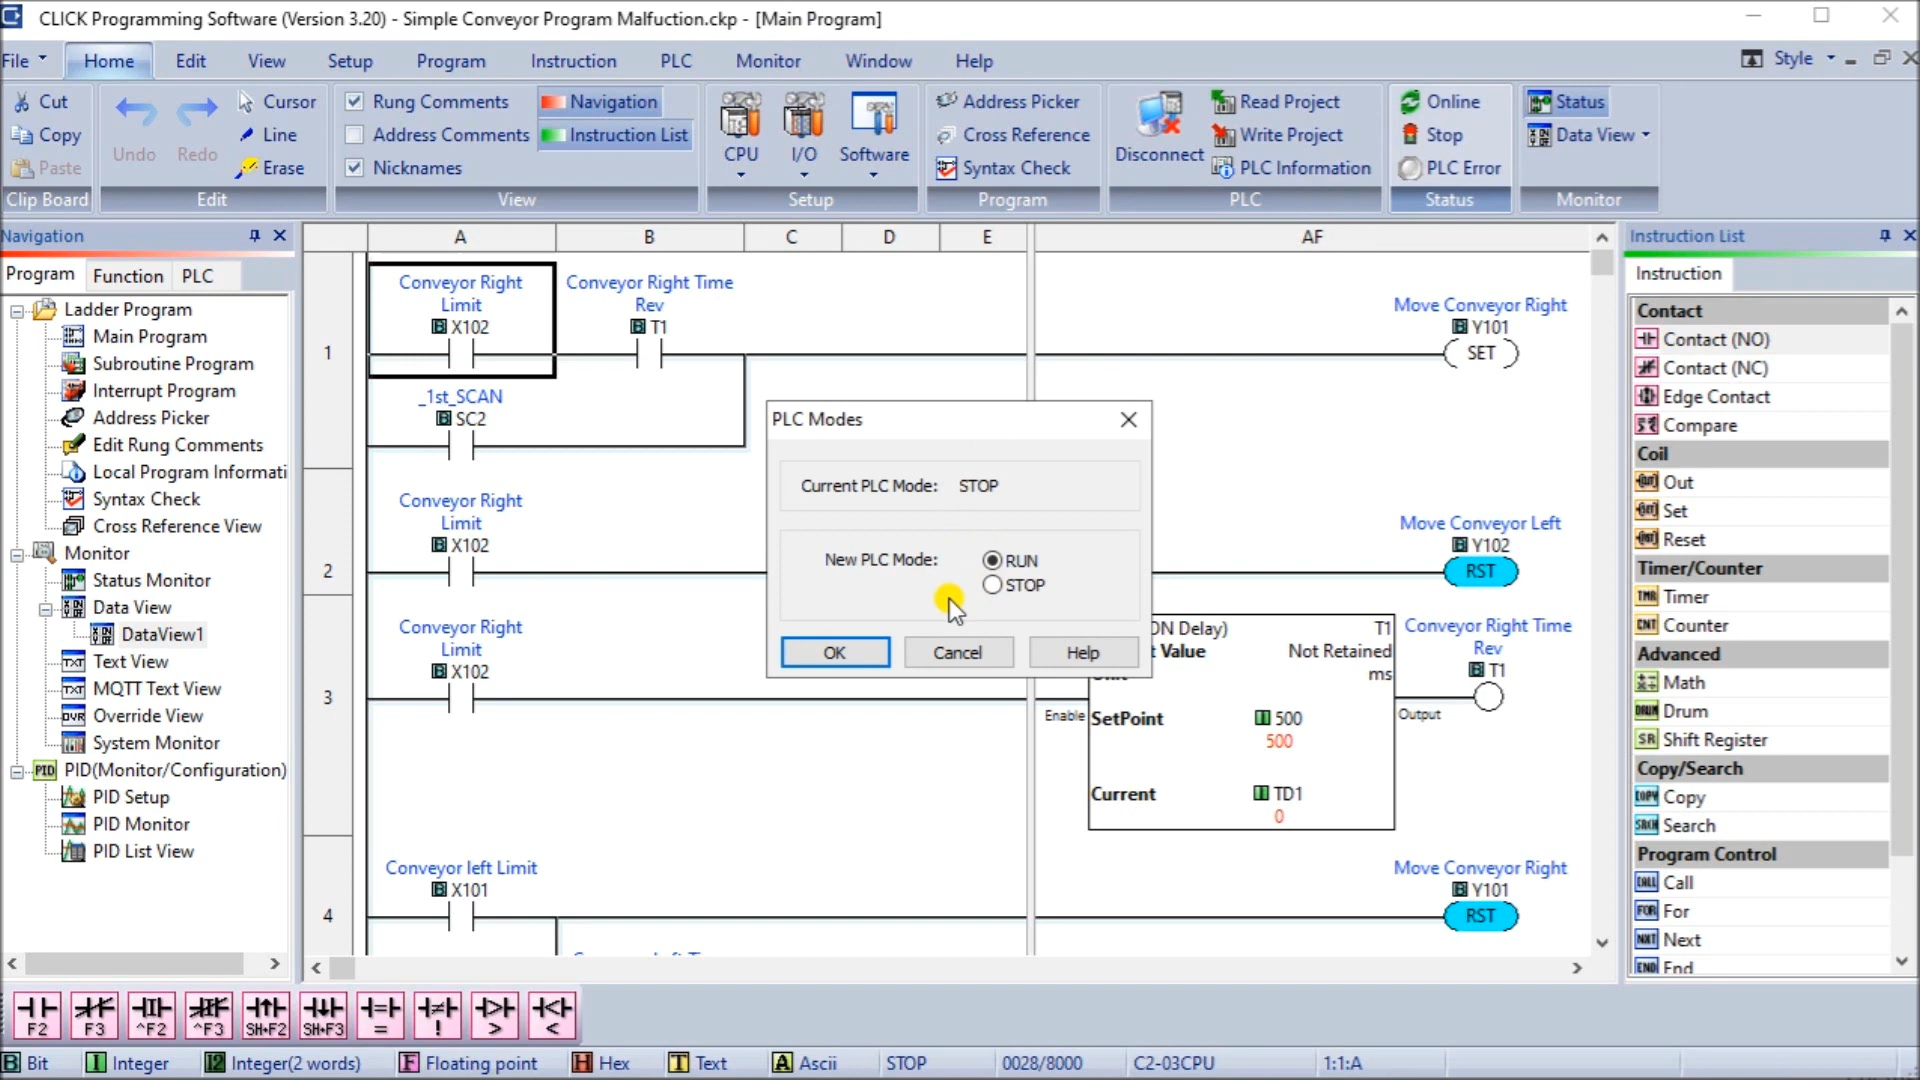 CLICK Programming Software (Version 3.20) - Simple Conveyor Program Malfuction.ckp - [Main Program]
File Home Edit View Setup Program Instruction PLC Monitor Window Help Style
Cut
Copy
Paste
Clip Board
Undo
Redo
Cursor
Line
Erase
Edit
Rung Comments
Address Comments
Nicknames
Navigation
Instruction List
View
CPU
I/O
Software
Setup
Address Picker
Cross Reference
Syntax Check
Program
Disconnect
Read Project
Write Project
PLC Information
PLC
Online
Stop
PLC Error
Status
Status
Data View
Monitor
Navigation
Program Function PLC
Ladder Program
Main Program
Subroutine Program
Interrupt Program
Address Picker
Edit Rung Comments
Local Program Informati
Syntax Check
Cross Reference View
Monitor
Status Monitor
Data View
DataView1
Text View
MQTT Text View
Override View
System Monitor
PID(Monitor/Configuration)
PID Setup
PID Monitor
PID List View
A B C D E AF
1
Conveyor Right
Limit
X102
Conveyor Right Time
Rev
T1
Move Conveyor Right
Y101
SET
_1st_SCAN
SC2
2
Conveyor Right
Limit
X102
Move Conveyor Left
Y102
RST
3
Conveyor Right
Limit
X102
ON Delay) T1
t Value Not Retained
ms
Enable
SetPoint 500
500
Current TD1
0
Output
Conveyor Right Time
Rev
T1
4
Conveyor left Limit
X101
Move Conveyor Right
Y101
RST
PLC Modes
Current PLC Mode: STOP
New PLC Mode: RUN
STOP
OK Cancel Help
Instruction List
Instruction
Contact
Contact (NO)
Contact (NC)
Edge Contact
Compare
Coil
Out
Set
Reset
Timer/Counter
Timer
Counter
Advanced
Math
Drum
Shift Register
Copy/Search
Copy
Search
Program Control
Call
For
Next
End
F2 F3 ^F2 ^F3 SH+F2 SH+F3 = ! > <
Bit Integer Integer(2 words) Floating point Hex Text Ascii STOP 0028/8000 C2-03CPU 1:1:A